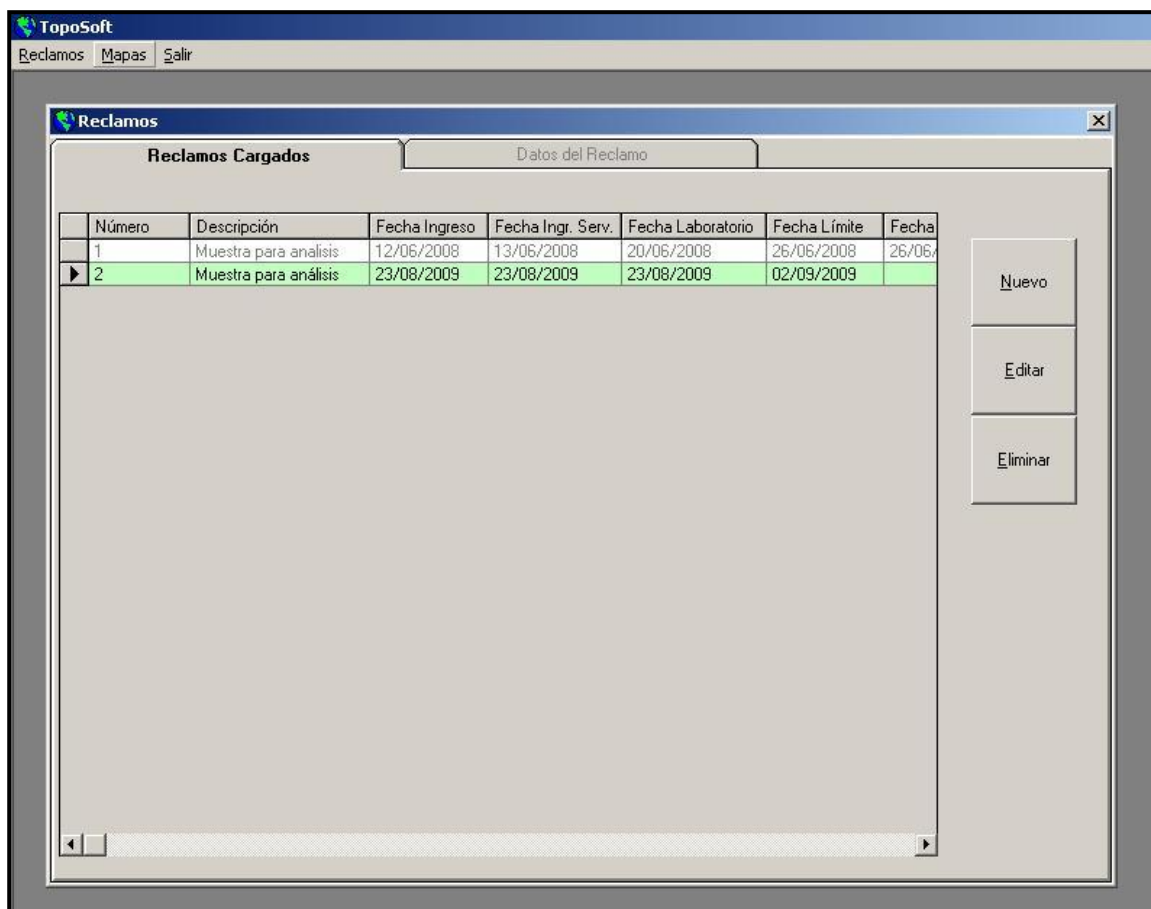 TopoSoft
Reclamos Mapas Salir
Reclamos
Reclamos Cargados Datos del Reclamo
Número Descripción Fecha Ingreso Fecha Ingr. Serv. Fecha Laboratorio Fecha Límite Fecha
1 Muestra para analisis 12/06/2008 13/06/2008 20/06/2008 26/06/2008 26/06/
2 Muestra para análisis 23/08/2009 23/08/2009 23/08/2009 02/09/2009
Nuevo
Editar
Eliminar